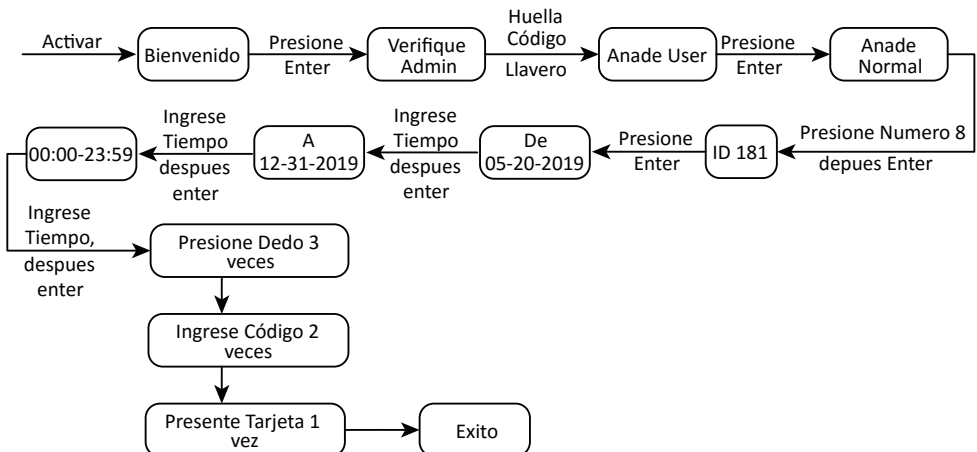 Activar
Bienvenido
Presione
Enter
Verifique
Admin
Huella
Código
Llavero
Anade User
Presione
Enter
Anade
Normal
Presione Numero 8
depues Enter
ID 181
Presione
Enter
De
05-20-2019
Ingrese
Tiempo
despues
enter
A
12-31-2019
Ingrese
Tiempo
despues
enter
00:00-23:59
Ingrese
Tiempo,
despues
enter
Presione Dedo 3
veces
Ingrese Código 2
veces
Presente Tarjeta 1
vez
Exito